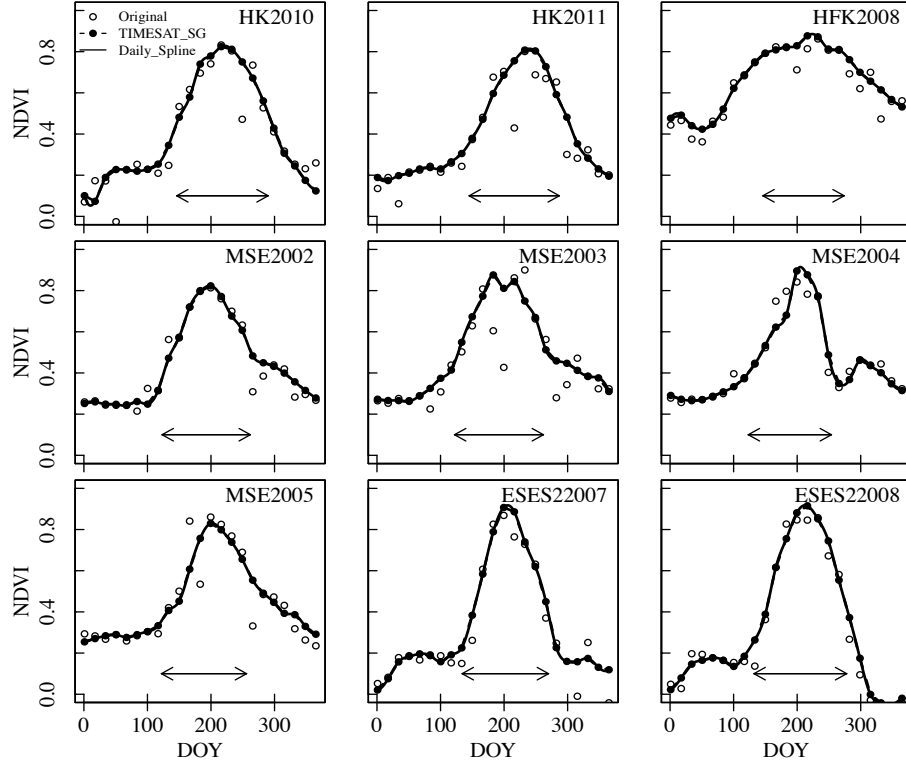 HK2010
Original
TIMESAT_SG
Daily_Spline
HK2011
HFK2008
NDVI
0.0 0.4 0.8
MSE2002
MSE2003
MSE2004
NDVI
0.0 0.4 0.8
MSE2005
ESES22007
ESES22008
NDVI
0.0 0.4 0.8
0 100 200 300
0 100 200 300
0 100 200 300
DOY
DOY
DOY